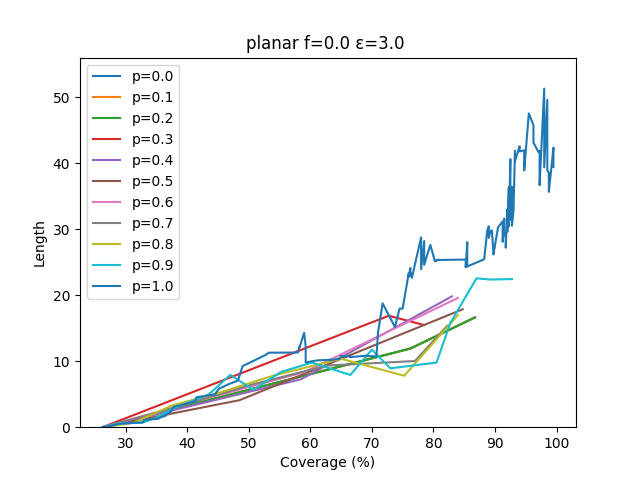 planar f=0.0 ε=3.0
p=0.0
p=0.1
p=0.2
p=0.3
p=0.4
p=0.5
p=0.6
p=0.7
p=0.8
p=0.9
p=1.0
50
40
30
20
10
0
Length
30 40 50 60 70 80 90 100
Coverage (%)